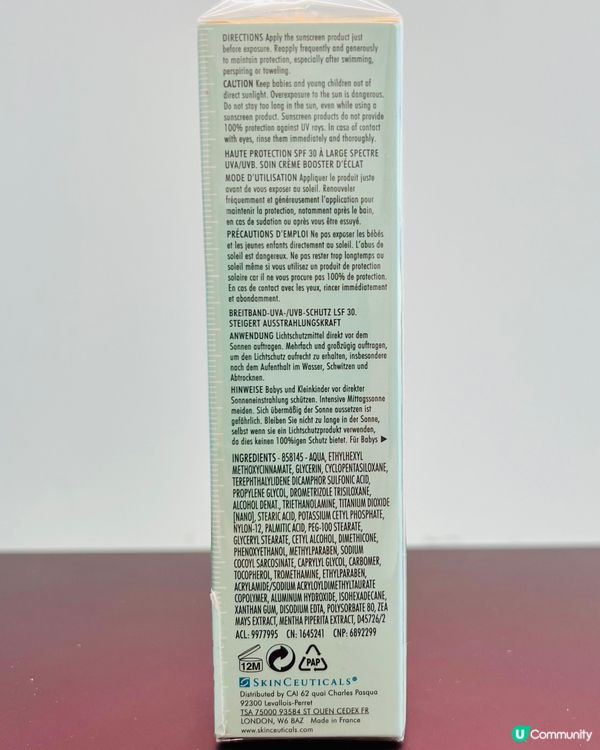 DIRECTIONS Apply the sunscreen product just
before exposure. Reapply frequently and generously
to maintain protection, especially after swimming,
perspiring or toweling.
CAUTION Keep babies and young children out of
direct sunlight. Overexposure to the sun is dangerous.
Do not stay too long in the sun, even while using a
sunscreen product. Sunscreen products do not provide
100% protection against UV rays. In case of contact
with eyes, rinse them immediately and thoroughly.
HAUTE PROTECTION SPF 30 À LARGE SPECTRE
UVA/UVB. SOIN CRÈME BOOSTER D'ÉCLAT
MODE D'UTILISATION Appliquer le produit juste
avant de vous exposer au soleil. Renouveler
fréquemment et généreusement l'application pour
maintenir la protection, notamment après le bain,
en cas de sudation ou après vous être essuyé.
PRÉCAUTIONS D'EMPLOI Ne pas exposer les bébés
et les jeunes enfants directement au soleil. L'abus de
soleil est dangereux. Ne pas rester trop longtemps au
soleil même si vous utilisez un produit de protection
solaire car il ne vous procure pas 100% de protection.
En cas de contact avec les yeux, rincer immédiatement
et abondamment.
BREITBAND-UVA-/UVB-SCHUTZ LSF 30.
STEIGERT AUSSTRAHLUNGSKRAFT
ANWENDUNG Lichtschutzmittel direkt vor dem
Sonnen auftragen. Mehrfach und großzügig auftragen,
um den Lichtschutz aufrecht zu erhalten, insbesondere
nach dem Aufenthalt im Wasser, Schwitzen und
Abtrocknen.
HINWEISE Babys und Kleinkinder vor direkter
Sonneneinstrahlung schützen. Intensive Mittagssonne
meiden. Sich übermäßig der Sonne aussetzen ist
gefährlich. Bleiben Sie nicht zu lange in der Sonne,
selbst wenn sie ein Lichtschutzprodukt verwenden,
da dies keinen 100%igen Schutz bietet. Für Babys ▶
INGREDIENTS - 858145 - AQUA, ETHYLHEXYL
METHOXYCINNAMATE, GLYCERIN, CYCLOPENTASILOXANE,
TEREPHTHALYLIDENE DICAMPHOR SULFONIC ACID,
PROPYLENE GLYCOL, DROMETRIZOLE TRISILOXANE,
ALCOHOL DENAT., TRIETHANOLAMINE, TITANIUM DIOXIDE
[NANO], STEARIC ACID, POTASSIUM CETYL PHOSPHATE,
NYLON-12, PALMITIC ACID, PEG-100 STEARATE,
GLYCERYL STEARATE, CETYL ALCOHOL, DIMETHICONE,
PHENOXYETHANOL, METHYLPARABEN, SODIUM
COCOYL SARCOSINATE, CAPRYLYL GLYCOL, CARBOMER,
TOCOPHEROL, TROMETHAMINE, ETHYLPARABEN,
ACRYLAMIDE/SODIUM ACRYLOYLDIMETHYLTAURATE
COPOLYMER, ALUMINUM HYDROXIDE, ISOHEXADECANE,
XANTHAN GUM, DISODIUM EDTA, POLYSORBATE 80, ZEA
MAYS EXTRACT, MENTHA PIPERITA EXTRACT, D45726/2
ACL: 9977995 CN: 1645241 CNP: 6892299
12M PAP
SKINCEUTICALS®
Distributed by CAI 62 quai Charles Pasqua
92300 Levallois-Perret
TSA 75000 93584 ST OUEN CEDEX FR
LONDON, W6 8AZ Made in France
www.skinceuticals.com
U Community